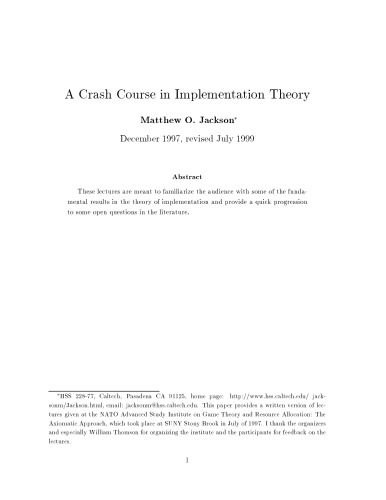 A Crash Course in Implementation Theory
Matthew O. Jackson*
December 1997, revised July 1999
Abstract
These lectures are meant to familiarize the audience with some of the funda-
mental results in the theory of implementation and provide a quick progression
to some open questions in the literature.
*HSS 228-77, Caltech, Pasadena CA 91125, home page: http://www.hss.caltech.edu/ jack-
sonm/Jackson.html, email: jacksonm@hss.caltech.edu. This paper provides a written version of lec-
tures given at the NATO Advanced Study Institute on Game Theory and Resource Allocation: The
Axiomatic Approach, which took place at SUNY Stony Brook in July of 1997. I thank the organizers
and especially William Thomson for organizing the institute and the participants for feedback on the
lectures.
1